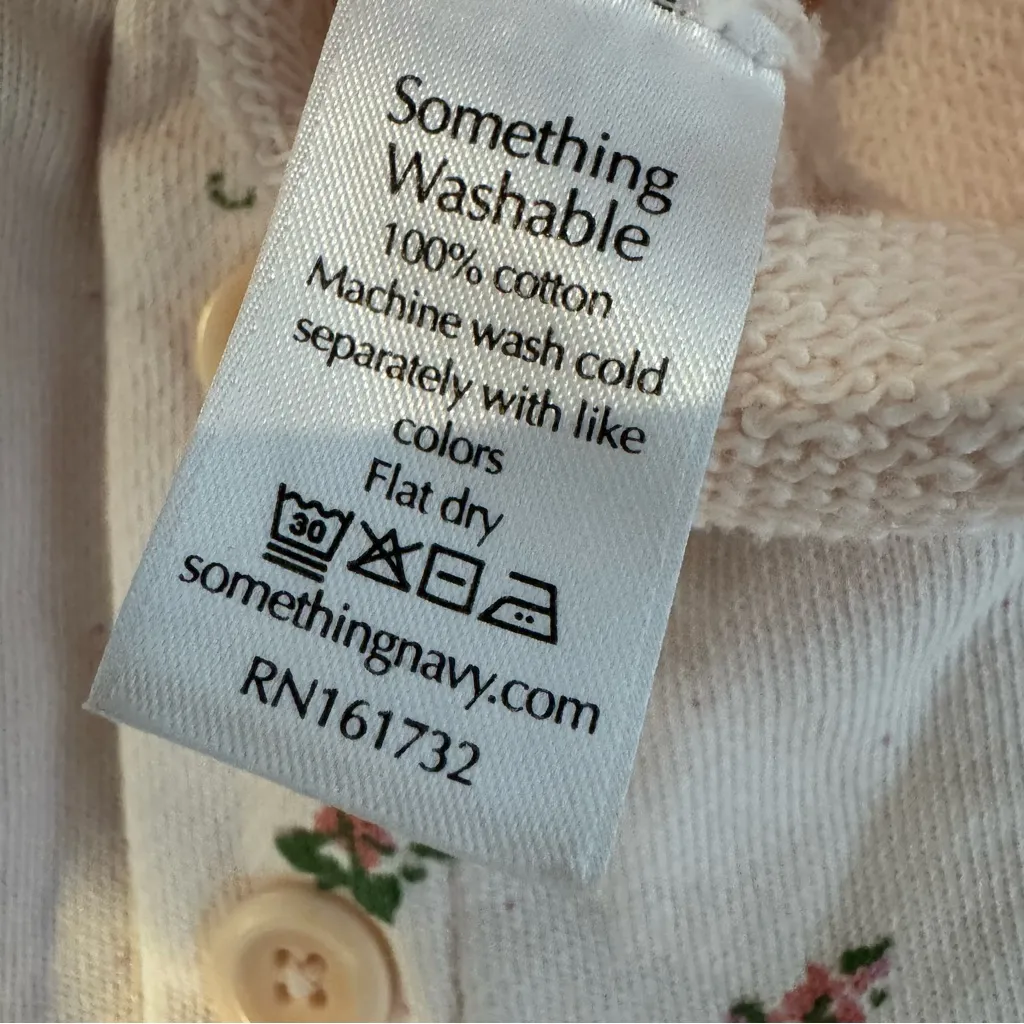 Something
Washable
100% cotton
Machine wash cold
separately with like
colors
Flat dry
30
somethingnavy.com
RN161732